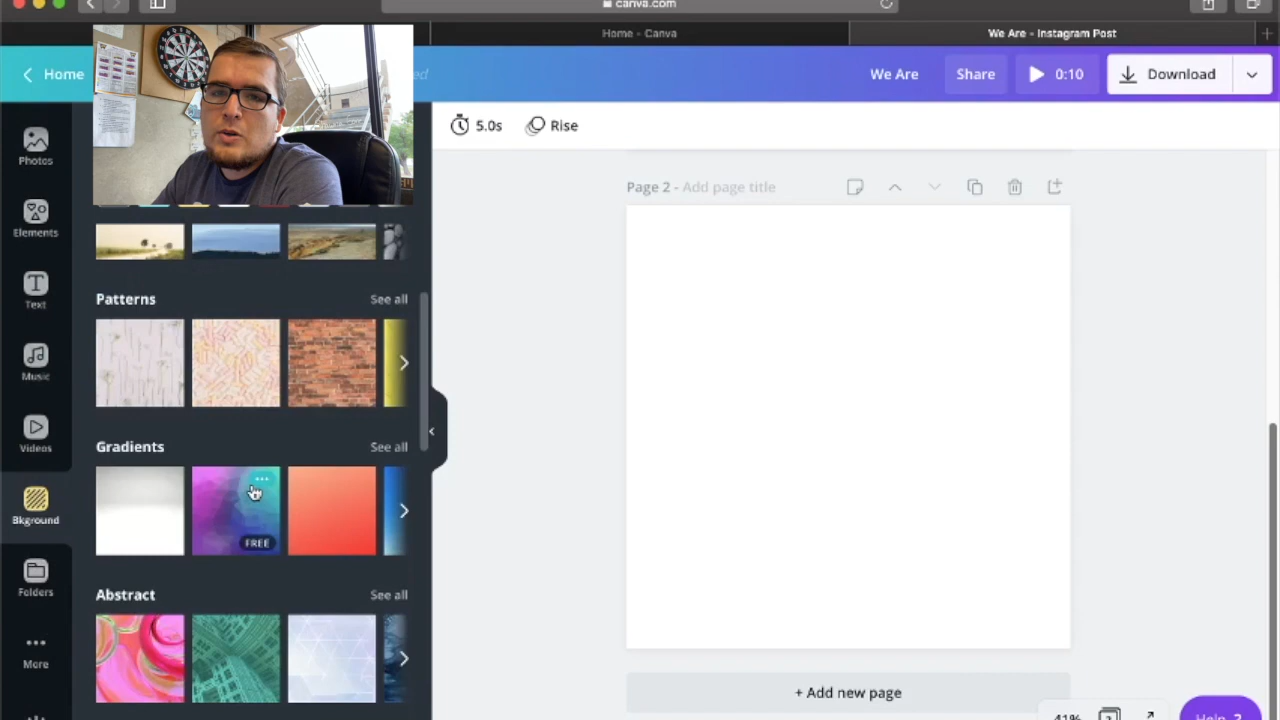 canva.com
Home - Canva
We Are - Instagram Post
Home
We Are
Share
0:10
Download
5.0s
Rise
Photos
Elements
Text
Music
Videos
Bkground
Folders
More
Patterns
See all
Gradients
See all
FREE
Abstract
See all
Page 2 - Add page title
+ Add new page
41%
Help ?